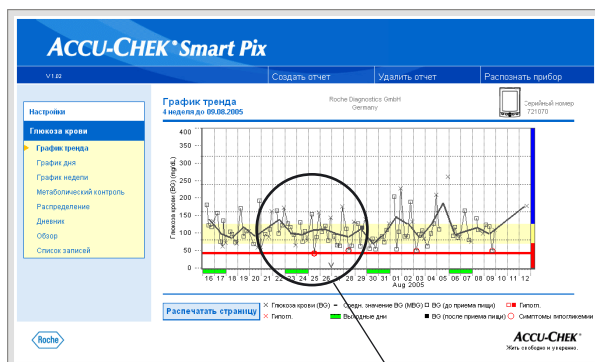 ACCU-CHEK® Smart Pix
V 1.02
Создать отчет
Удалить отчет
Распознать прибор
Настройки
Глюкоза крови
График тренда
График дня
График недели
Метаболический контроль
Распределение
Дневник
Обзор
Список записей
График тренда
4 недели до 09.08.2005
Roche Diagnostics GmbH
Germany
Серийный номер
721070
Глюкоза крови (BG) (mg/dL)
400
350
300
250
200
150
100
50
0
16 17 18 19 20 21 22 23 24 25 26 27 28 29 30 31 01 02 03 04 05 06 07 08 09 10 11 12
Aug 2005
Распечатать страницу
Глюкоза крови (BG)
Средн. значение BG (MBG)
BG (до приема пищи)
Гипогл.
Гипогл.
Выходные дни
BG (после приема пищи)
Симптомы гипогликемии
Roche
ACCU-CHEK®
Жить свободно и уверенно.